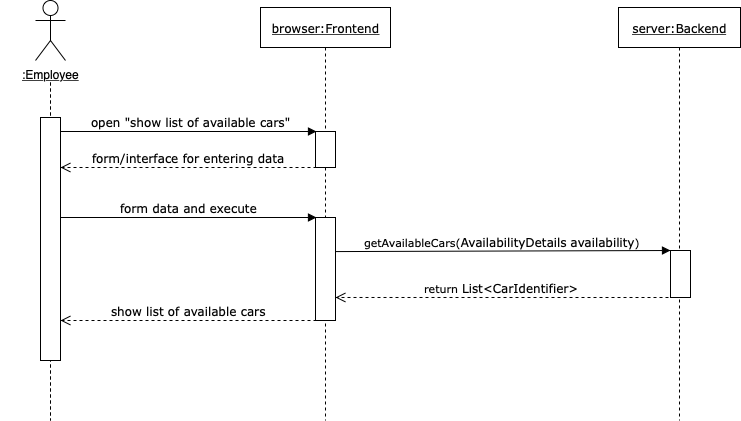 browser:Frontend
server:Backend
:Employee
open "show list of available cars"
form/interface for entering data
form data and execute
getAvailableCars(AvailabilityDetails availability)
return List<CarIdentifier>
show list of available cars